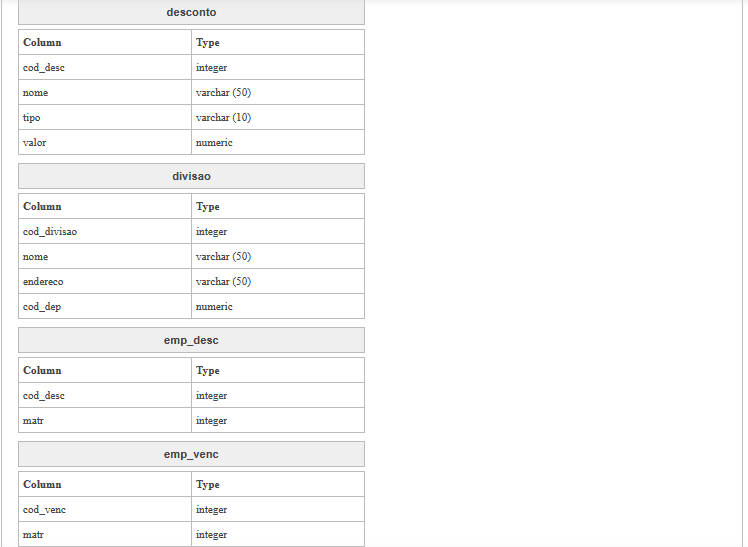 desconto
Column Type
cod_desc integer
nome varchar (50)
tipo varchar (10)
valor numeric
divisao
Column Type
cod_divisao integer
nome varchar (50)
endereco varchar (50)
cod_dep numeric
emp_desc
Column Type
cod_desc integer
matr integer
emp_venc
Column Type
cod_venc integer
matr integer